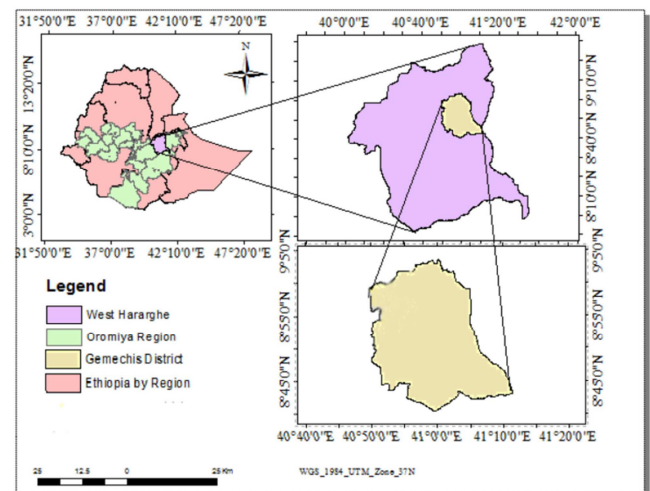 31°50'0"E 37°0'0"E 42°10'0"E 47°20'0"E
N
13°20'0"N
8°10'0"N
3°0'0"N
31°50'0"E 37°0'0"E 42°10'0"E 47°20'0"E
40°0'0"E 40°40'0"E 41°20'0"E 42°0'0"E
9°10'0"N
8°40'0"N
8°10'0"N
9°5'0"N 9°5'0"N
8°55'0"N 8°55'0"N
8°45'0"N 8°45'0"N
40°40'0"E 40°50'0"E 41°0'0"E 41°10'0"E 41°20'0"E
Legend
West Hararghe
Oromiya Region
Gemechis District
Ethiopia by Region
25 12.5 0 25 Km
WGS_1984_UTM_Zone_37N